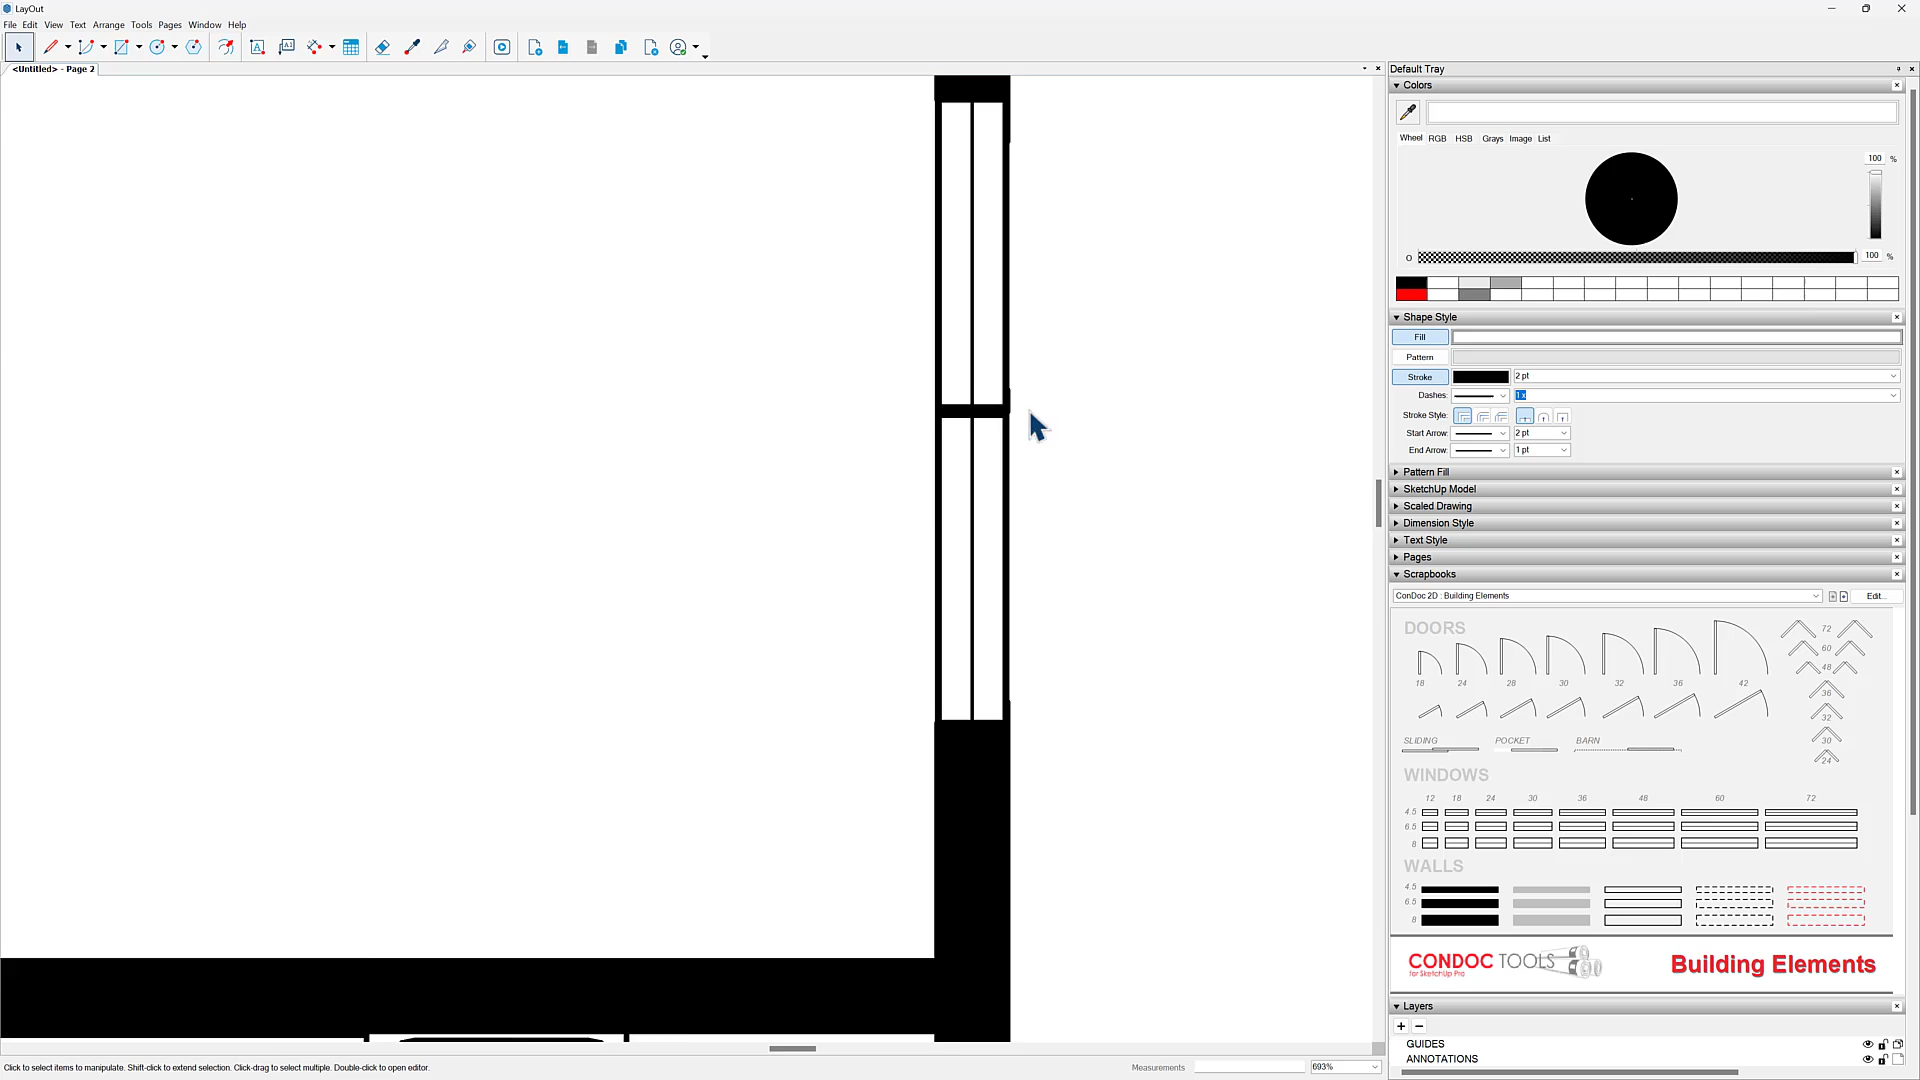 LayOut
File Edit View Text Arrange Tools Pages Window Help
<Untitled> - Page 2
Default Tray
Colors
Wheel RGB HSB Grays Image List
100 %
O 100 %
Shape Style
Fill
Pattern
Stroke 2 pt
Dashes: 1 x
Stroke Style:
Start Arrow: 2 pt
End Arrow: 1 pt
Pattern Fill
SketchUp Model
Scaled Drawing
Dimension Style
Text Style
Pages
Scrapbooks
ConDoc 2D : Building Elements Edit...
DOORS
72
60
48
36
32
30
24
18 24 28 30 32 36 42
SLIDING POCKET BARN
WINDOWS
12 18 24 30 36 48 60 72
4.5
6.5
8
WALLS
4.5
6.5
8
CONDOC TOOLS
for SketchUp Pro
Building Elements
Layers
GUIDES
ANNOTATIONS
Click to select items to manipulate. Shift-click to extend selection. Click-drag to select multiple. Double-click to open editor.
Measurements
693%